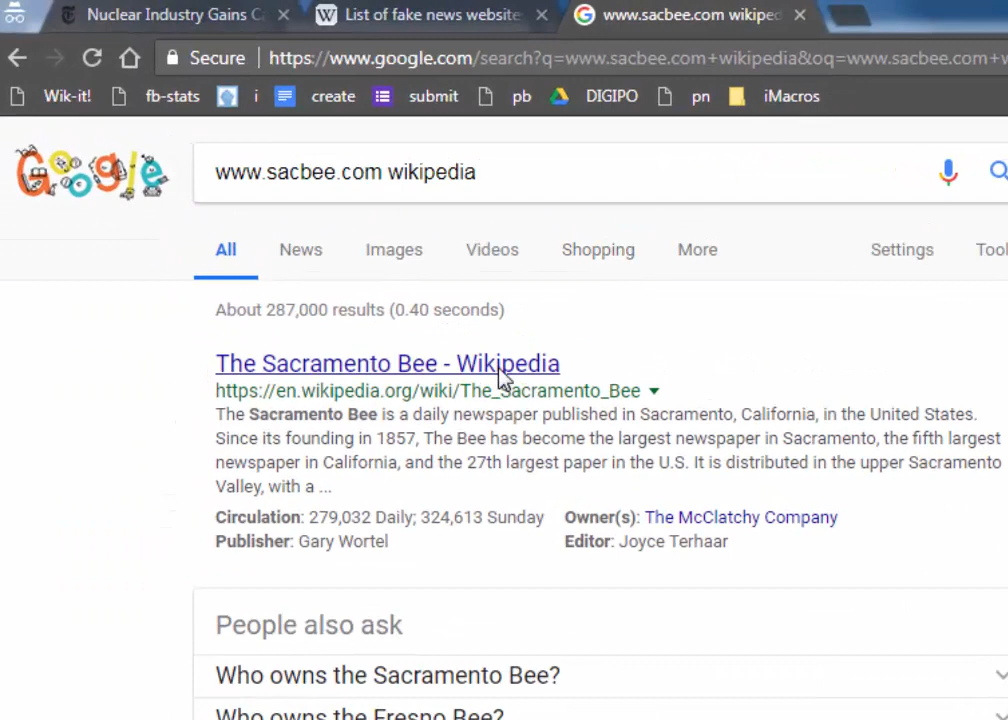 Nuclear Industry Gains C
List of fake news website
www.sacbee.com wikiped
Secure https://www.google.com/search?q=www.sacbee.com+wikipedia&oq=www.sacbee.com+w
Wik-it! fb-stats i create submit pb DIGIPO pn iMacros
Google
www.sacbee.com wikipedia
All News Images Videos Shopping More Settings Tool
About 287,000 results (0.40 seconds)
The Sacramento Bee - Wikipedia
https://en.wikipedia.org/wiki/The_Sacramento_Bee
The Sacramento Bee is a daily newspaper published in Sacramento, California, in the United States.
Since its founding in 1857, The Bee has become the largest newspaper in Sacramento, the fifth largest
newspaper in California, and the 27th largest paper in the U.S. It is distributed in the upper Sacramento
Valley, with a ...
Circulation: 279,032 Daily; 324,613 Sunday Owner(s): The McClatchy Company
Publisher: Gary Wortel Editor: Joyce Terhaar
People also ask
Who owns the Sacramento Bee?
Who owns the Fresno Bee?